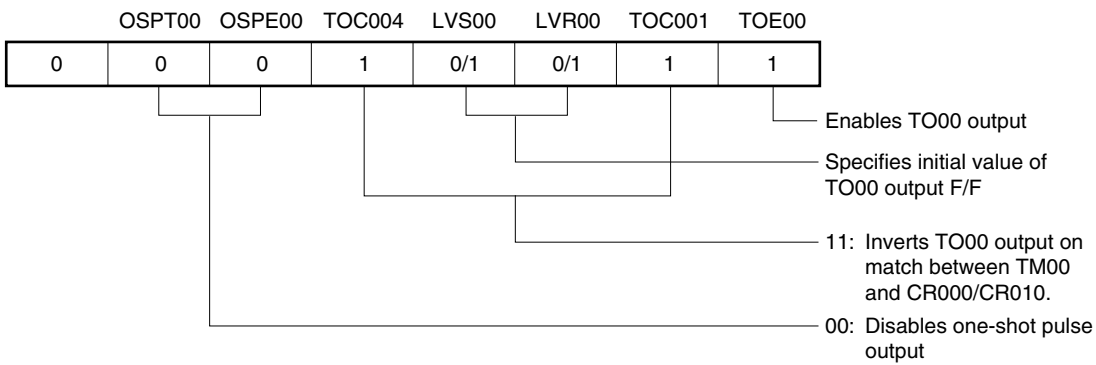 OSPT00 OSPE00 TOC004 LVS00 LVR00 TOC001 TOE00
0 0 0 1 0/1 0/1 1 1
Enables TO00 output
Specifies initial value of
TO00 output F/F
11: Inverts TO00 output on
match between TM00
and CR000/CR010.
00: Disables one-shot pulse
output